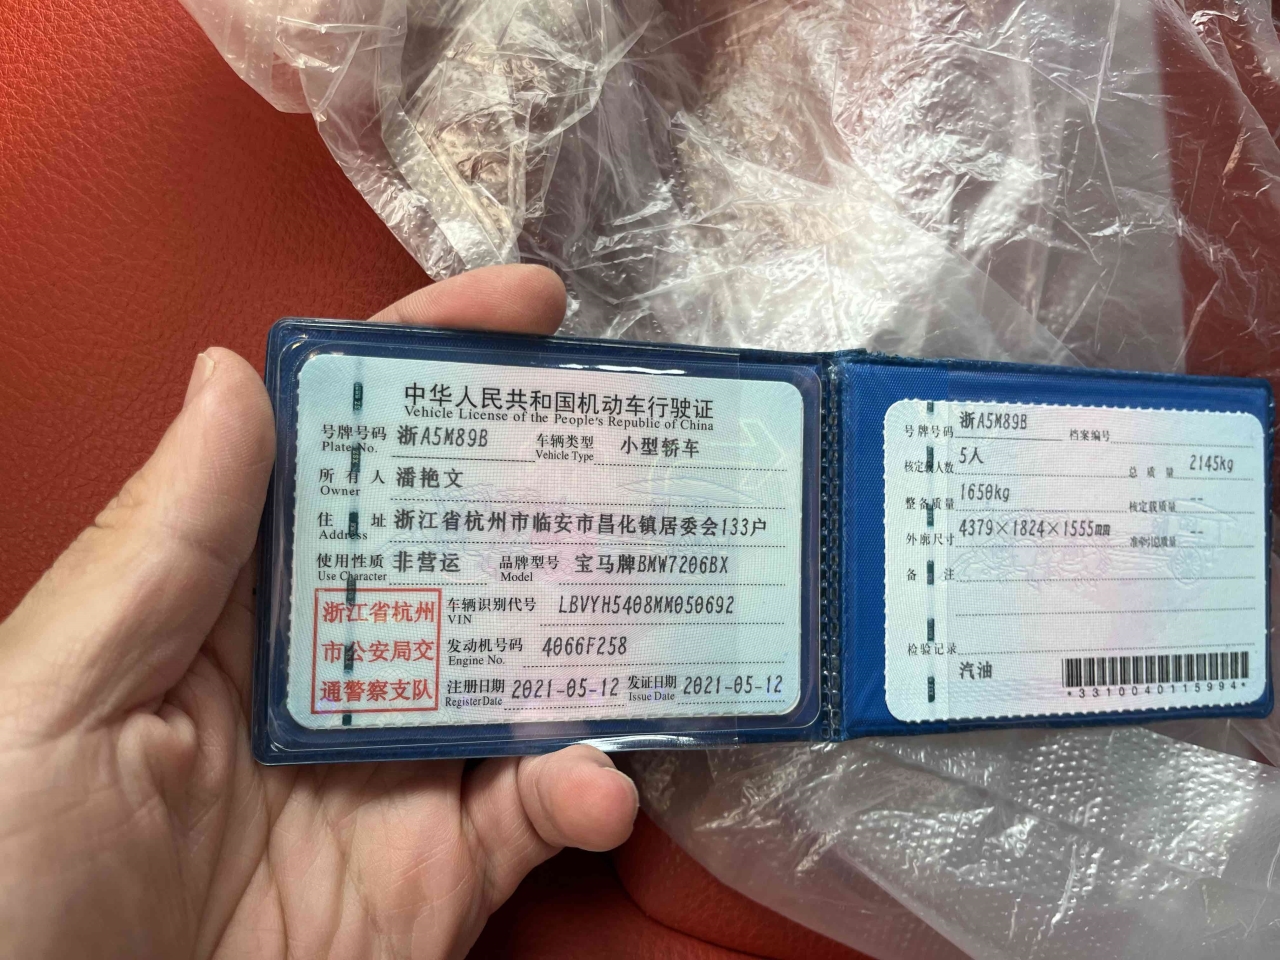 中华人民共和国机动车行驶证
Vehicle License of the People's Republic of China
号牌号码 浙A5M89B 车辆类型 小型轿车
Plate No. Vehicle Type
所有人 潘艳文
Owner
住址 浙江省杭州市临安市昌化镇居委会133户
Address
使用性质 非营运 品牌型号 宝马牌BMW7206BX
Use Character Model
浙江省杭州
市公安局交
通警察支队
车辆识别代号 LBVYH5408MM050692
VIN
发动机号码 4066F258
Engine No.
注册日期 2021-05-12 发证日期 2021-05-12
Register Date Issue Date
号牌号码 浙A5M89B 档案编号
核定载人数 5人 总质量 2145kg
整备质量 1650kg 核定载质量 --
外廓尺寸 4379×1824×1555mm 准牵引总质量 --
备注
检验记录
汽油
*3310040115994*